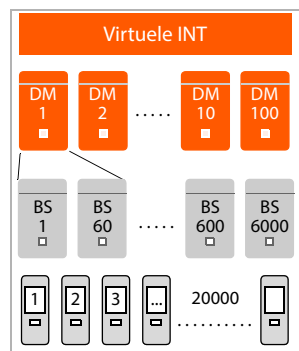 Virtuele INT
DM DM DM DM
1 2 ..... 10 100
BS BS BS BS
1 60 ..... 600 6000
1 2 3 ... 20000
...........